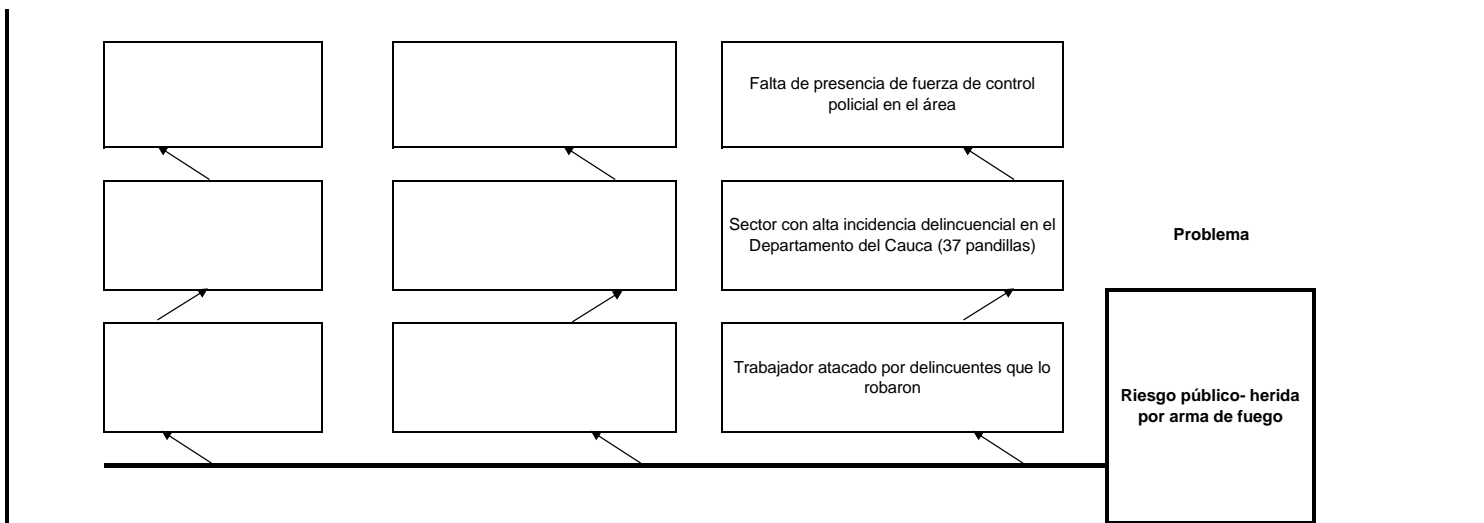 Falta de presencia de fuerza de control
policial en el área
Sector con alta incidencia delincuencial en el
Departamento del Cauca (37 pandillas)
Problema
Trabajador atacado por delincuentes que lo
robaron
Riesgo público- herida
por arma de fuego